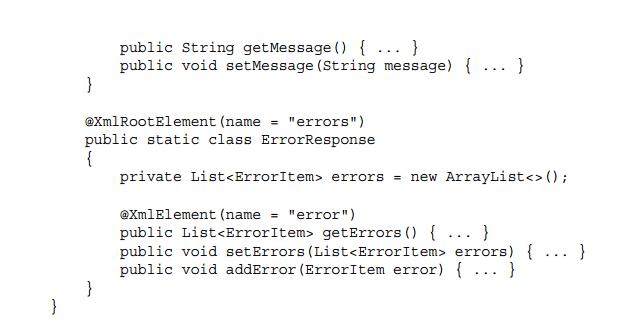 public String getMessage() { ... }
public void setMessage(String message) { ... }
}
@XmlRootElement(name = "errors")
public static class ErrorResponse
{
private List<ErrorItem> errors = new ArrayList<>();
@XmlElement(name = "error")
public List<ErrorItem> getErrors() { ... }
public void setErrors(List<ErrorItem> errors) { ... }
public void addError(ErrorItem error) { ... }
}
}